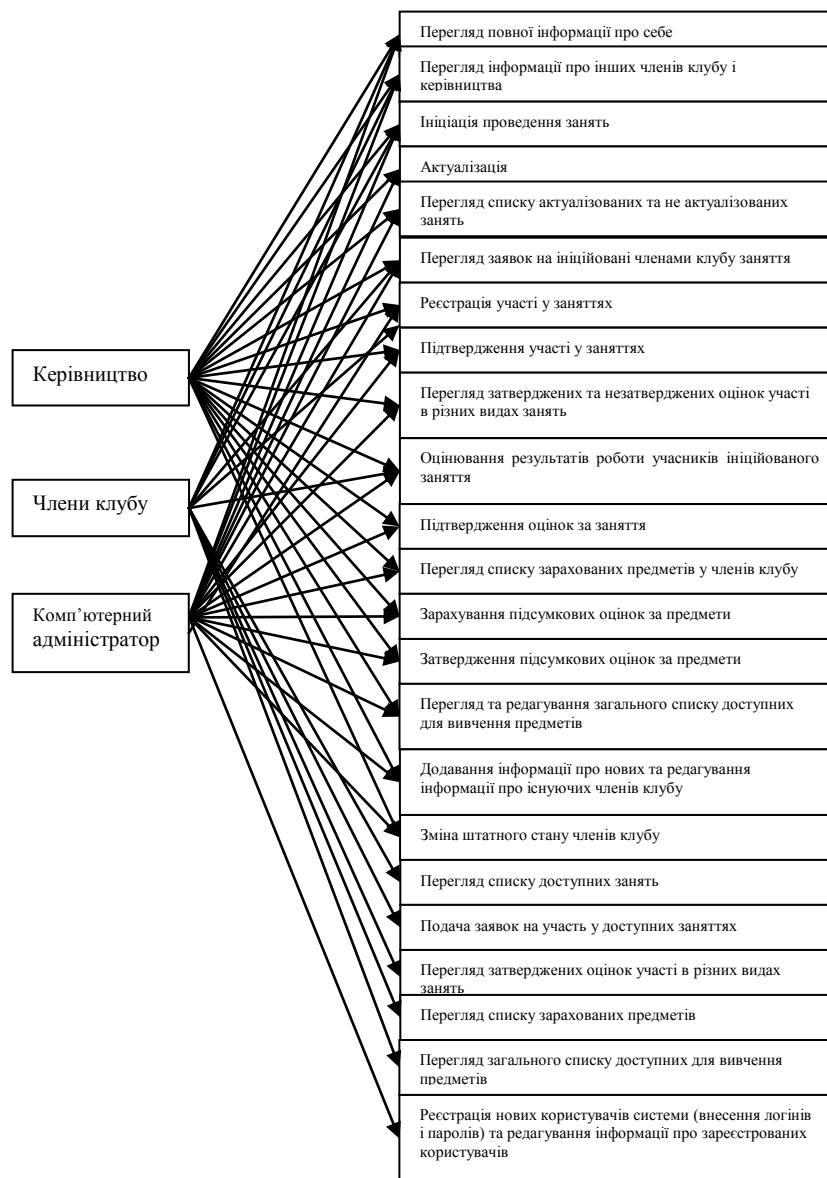 Керівництво
Члени клубу
Комп’ютерний
адміністратор
Перегляд повної інформації про себе
Перегляд інформації про інших членів клубу і
керівництва
Ініціація проведення занять
Актуалізація
Перегляд списку актуалізованих та не актуалізованих
занять
Перегляд заявок на ініційовані членами клубу заняття
Реєстрація участі у заняттях
Підтвердження участі у заняттях
Перегляд затверджених та незатверджених оцінок участі
в різних видах занять
Оцінювання результатів роботи учасників ініційованого
заняття
Підтвердження оцінок за заняття
Перегляд списку зарахованих предметів у членів клубу
Зарахування підсумкових оцінок за предмети
Затвердження підсумкових оцінок за предмети
Перегляд та редагування загального списку доступних
для вивчення предметів
Додавання інформації про нових та редагування
інформації про існуючих членів клубу
Зміна штатного стану членів клубу
Перегляд списку доступних занять
Подача заявок на участь у доступних заняттях
Перегляд затверджених оцінок участі в різних видах
занять
Перегляд списку зарахованих предметів
Перегляд загального списку доступних для вивчення
предметів
Реєстрація нових користувачів системи (внесення логінів
і паролів) та редагування інформації про зареєстрованих
користувачів